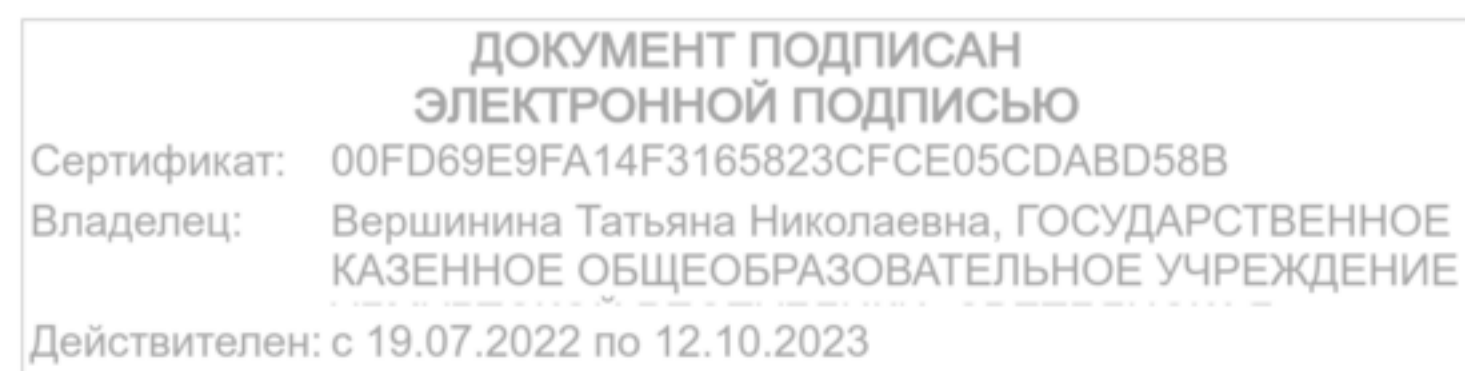 ДОКУМЕНТ ПОДПИСАН
ЭЛЕКТРОННОЙ ПОДПИСЬЮ
Сертификат: 00FD69E9FA14F3165823CFCE05CDABD58B
Владелец: Вершинина Татьяна Николаевна, ГОСУДАРСТВЕННОЕ
КАЗЕННОЕ ОБЩЕОБРАЗОВАТЕЛЬНОЕ УЧРЕЖДЕНИЕ
Действителен: с 19.07.2022 по 12.10.2023